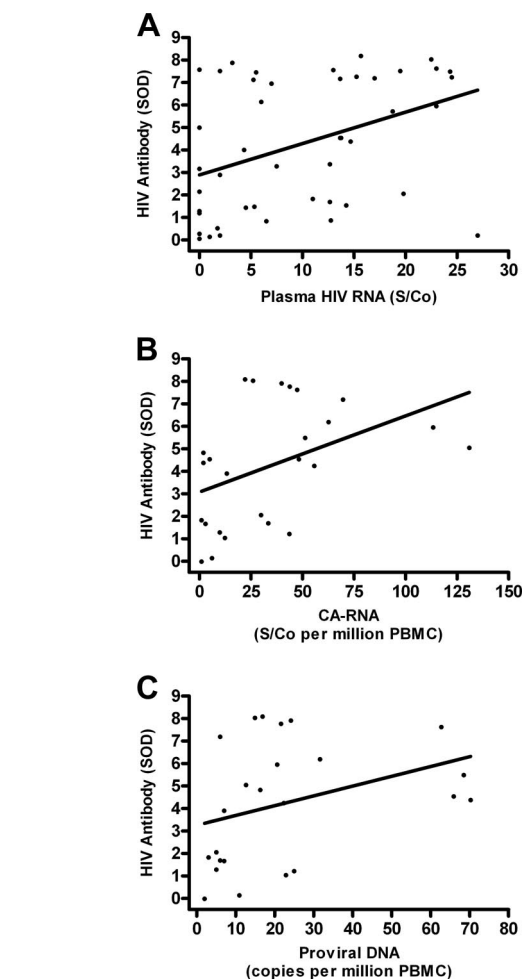 A
HIV Antibody (SOD)
9
8
7
6
5
4
3
2
1
0
0 5 10 15 20 25 30
Plasma HIV RNA (S/Co)
B
HIV Antibody (SOD)
9
8
7
6
5
4
3
2
1
0
0 25 50 75 100 125 150
CA-RNA
(S/Co per million PBMC)
C
HIV Antibody (SOD)
9
8
7
6
5
4
3
2
1
0
0 10 20 30 40 50 60 70 80
Proviral DNA
(copies per million PBMC)